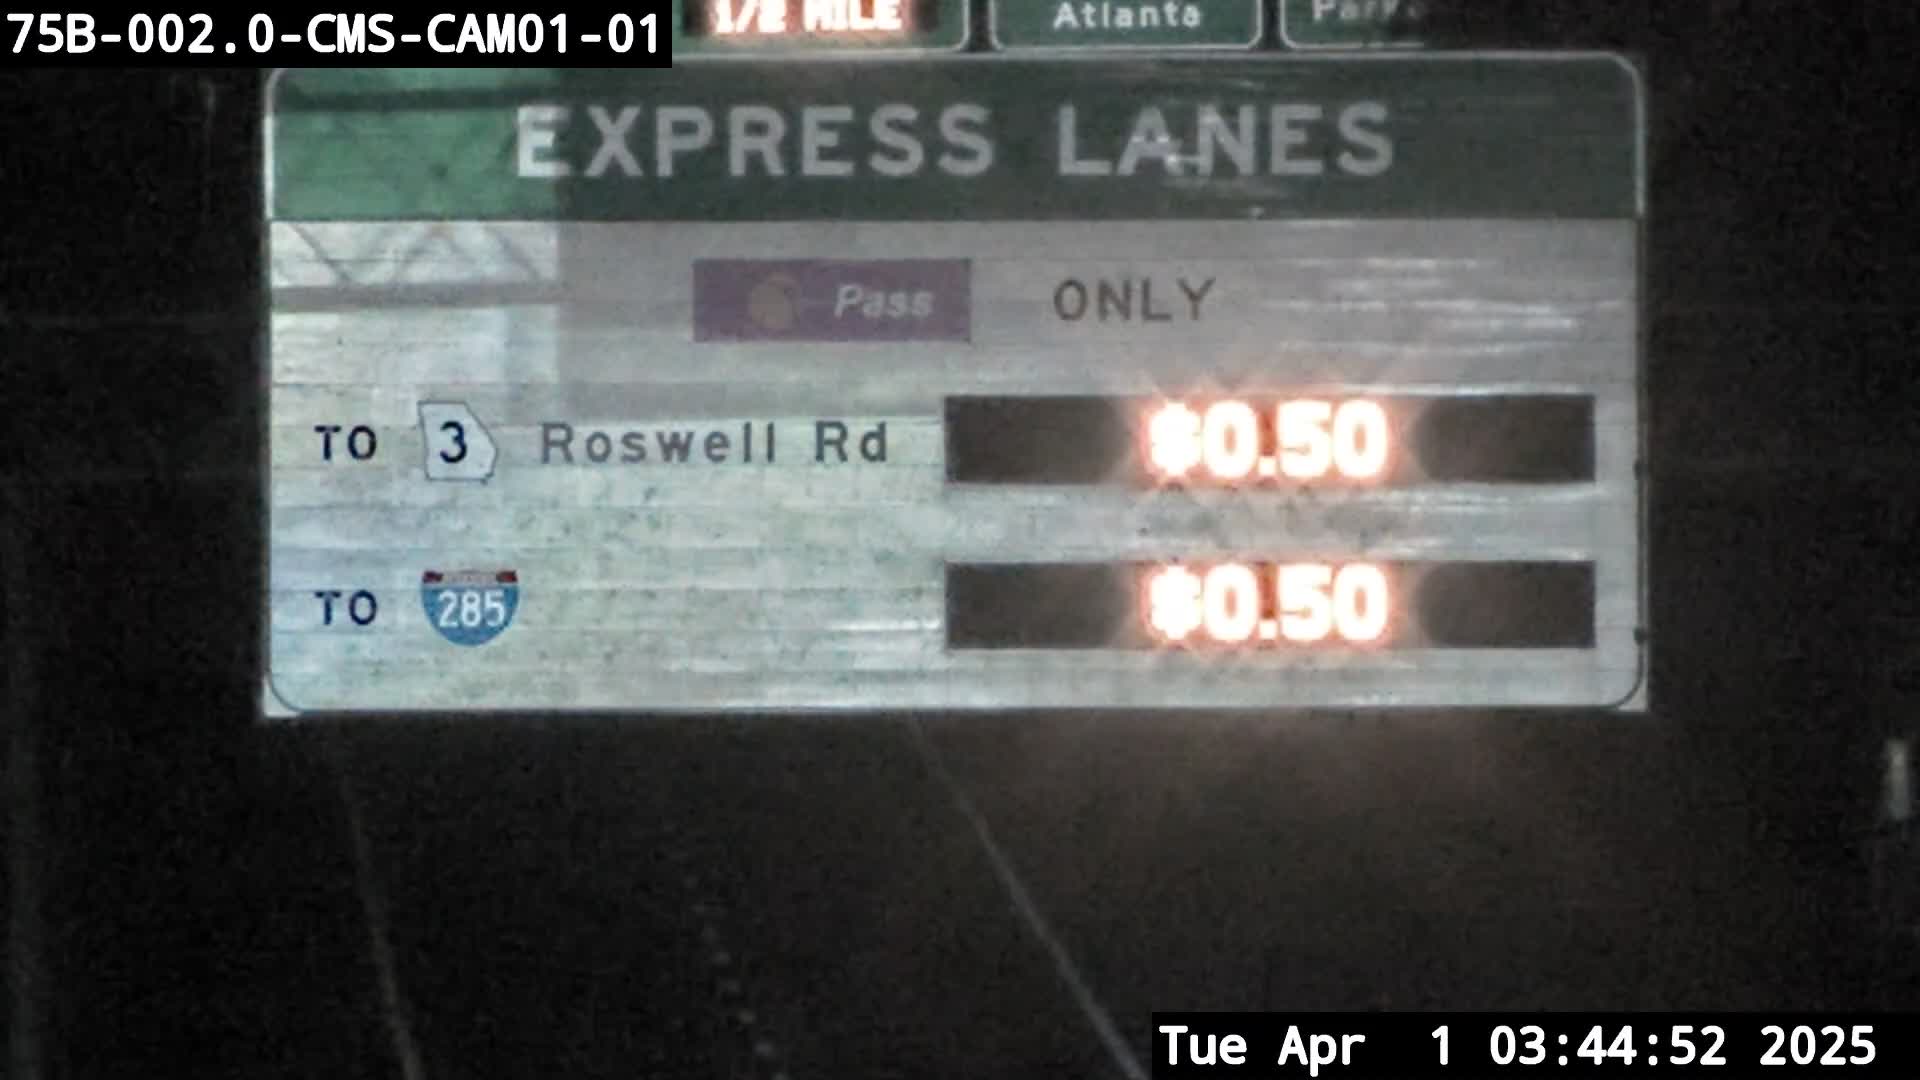 75B-002.0-CMS-CAM01-01
1/2 MILE
Atlanta
EXPRESS LANES
Pass ONLY
TO 3 Roswell Rd $0.50
TO 285 $0.50
Tue Apr 1 03:44:52 2025